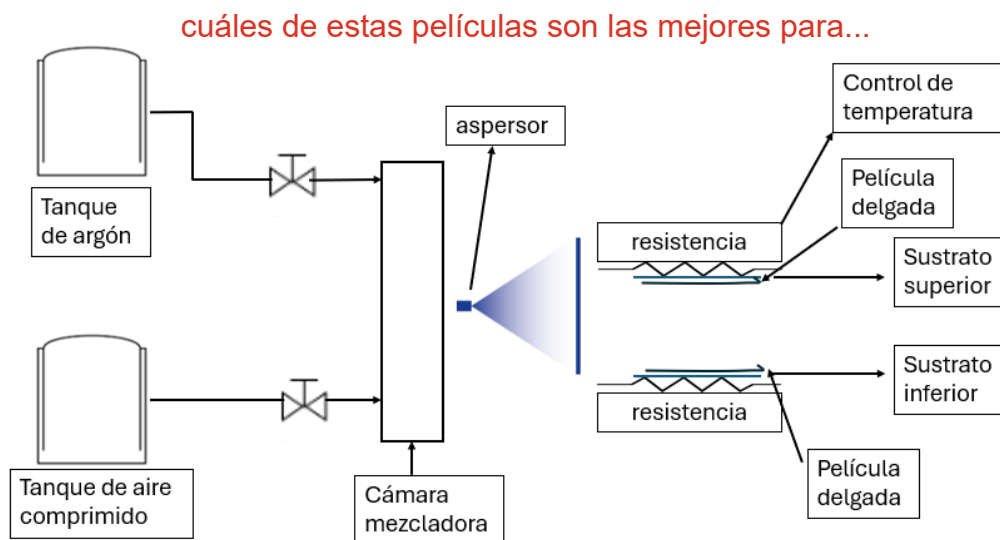 cuáles de estas películas son las mejores para...
Control de
temperatura
aspersor
Película
delgada
Tanque
de argón
resistencia
Sustrato
superior
Sustrato
inferior
resistencia
Tanque de aire
comprimido
Cámara
mezcladora
Película
delgada